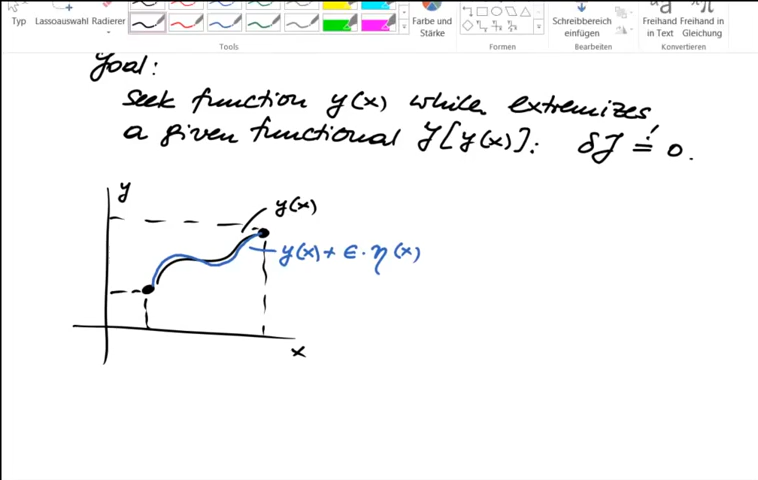 Typ
Lassoauswahl
Radierer
Farbe und Stärke
Schreibbereich einfügen
Freihand in Text
Freihand in Gleichung
Tools
Formen
Bearbeiten
Konvertieren
Goal:
seek function y(x) which extremizes
a given functional J[y(x)]: δJ ≝ 0.
y
y(x)
y(x) + ϵ · η(x)
x